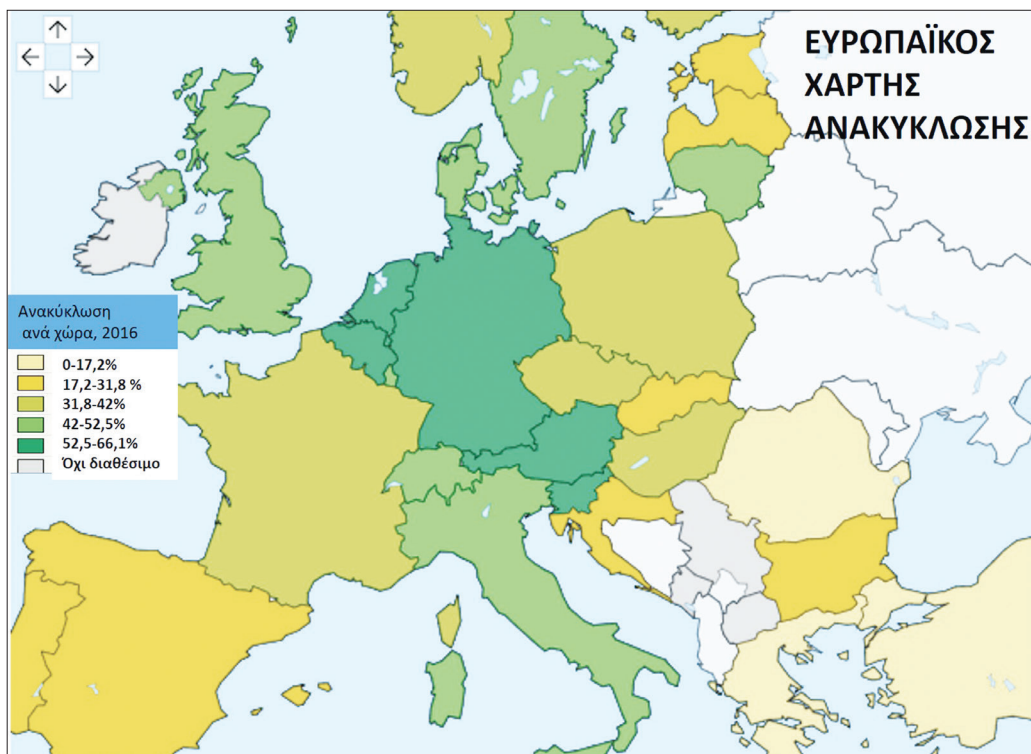 ΕΥΡΩΠΑΪΚΟΣ
ΧΑΡΤΗΣ
ΑΝΑΚΥΚΛΩΣΗΣ
Ανακύκλωση
ανά χώρα, 2016
0-17,2%
17,2-31,8 %
31,8-42%
42-52,5%
52,5-66,1%
Όχι διαθέσιμο